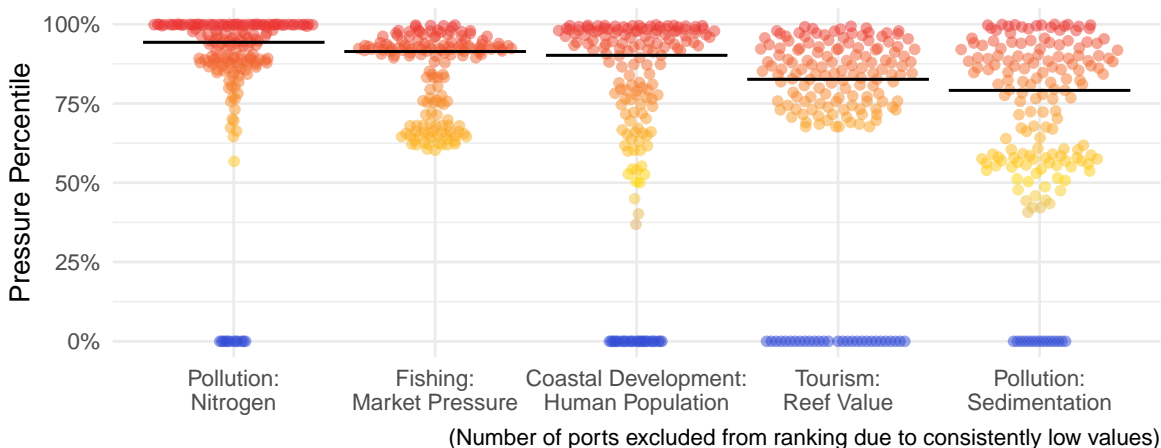 Pressure Percentile
100%
75%
50%
25%
0%
Pollution:
Nitrogen
Fishing:
Market Pressure
Coastal Development:
Human Population
Tourism:
Reef Value
Pollution:
Sedimentation
(Number of ports excluded from ranking due to consistently low values)